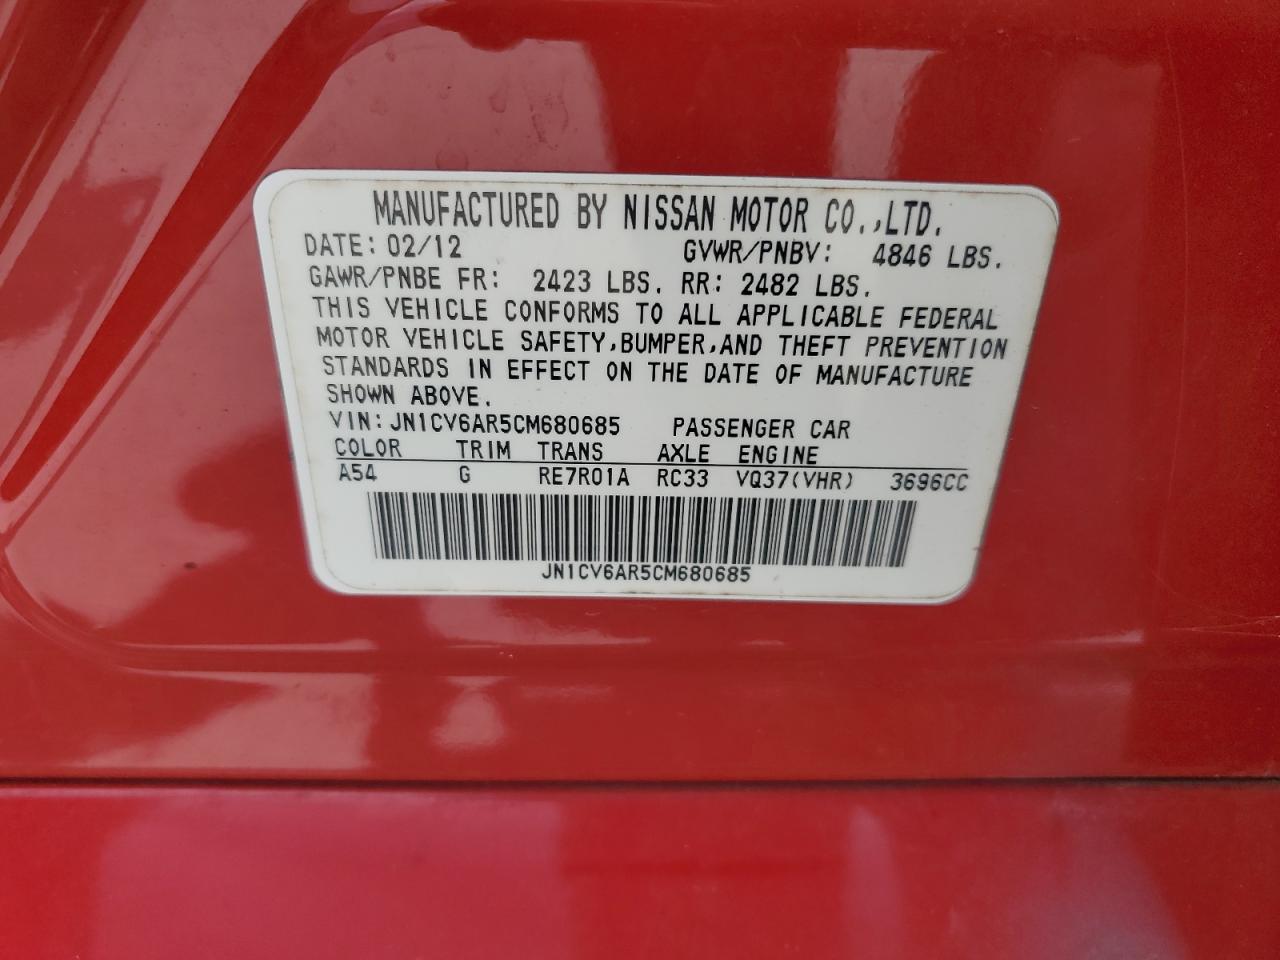 MANUFACTURED BY NISSAN MOTOR CO.,LTD.
DATE: 02/12 GVWR/PNBV: 4846 LBS.
GAWR/PNBE FR: 2423 LBS. RR: 2482 LBS.
THIS VEHICLE CONFORMS TO ALL APPLICABLE FEDERAL
MOTOR VEHICLE SAFETY,BUMPER,AND THEFT PREVENTION
STANDARDS IN EFFECT ON THE DATE OF MANUFACTURE
SHOWN ABOVE.
VIN: JN1CV6AR5CM680685 PASSENGER CAR
COLOR TRIM TRANS AXLE ENGINE
A54 G RE7R01A RC33 VQ37(VHR) 3696CC
JN1CV6AR5CM680685